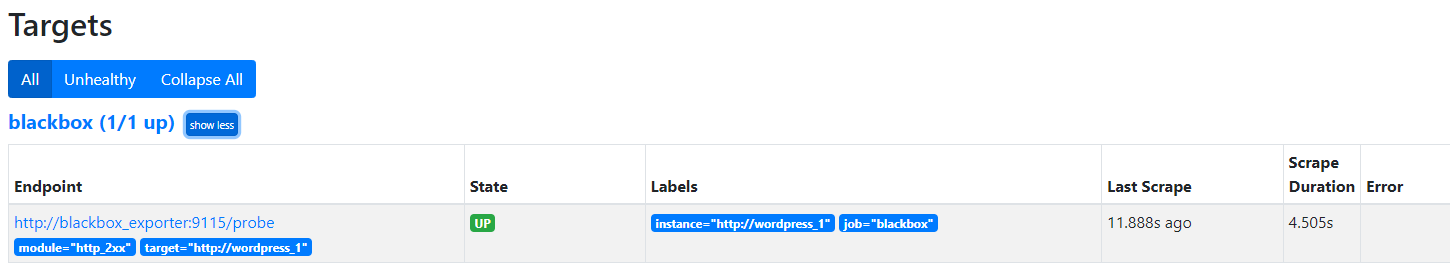 Targets
All Unhealthy Collapse All
blackbox (1/1 up) show less
Endpoint State Labels Last Scrape Scrape Duration Error
http://blackbox_exporter:9115/probe UP instance="http://wordpress_1" job="blackbox" 11.888s ago 4.505s
module="http_2xx" target="http://wordpress_1"